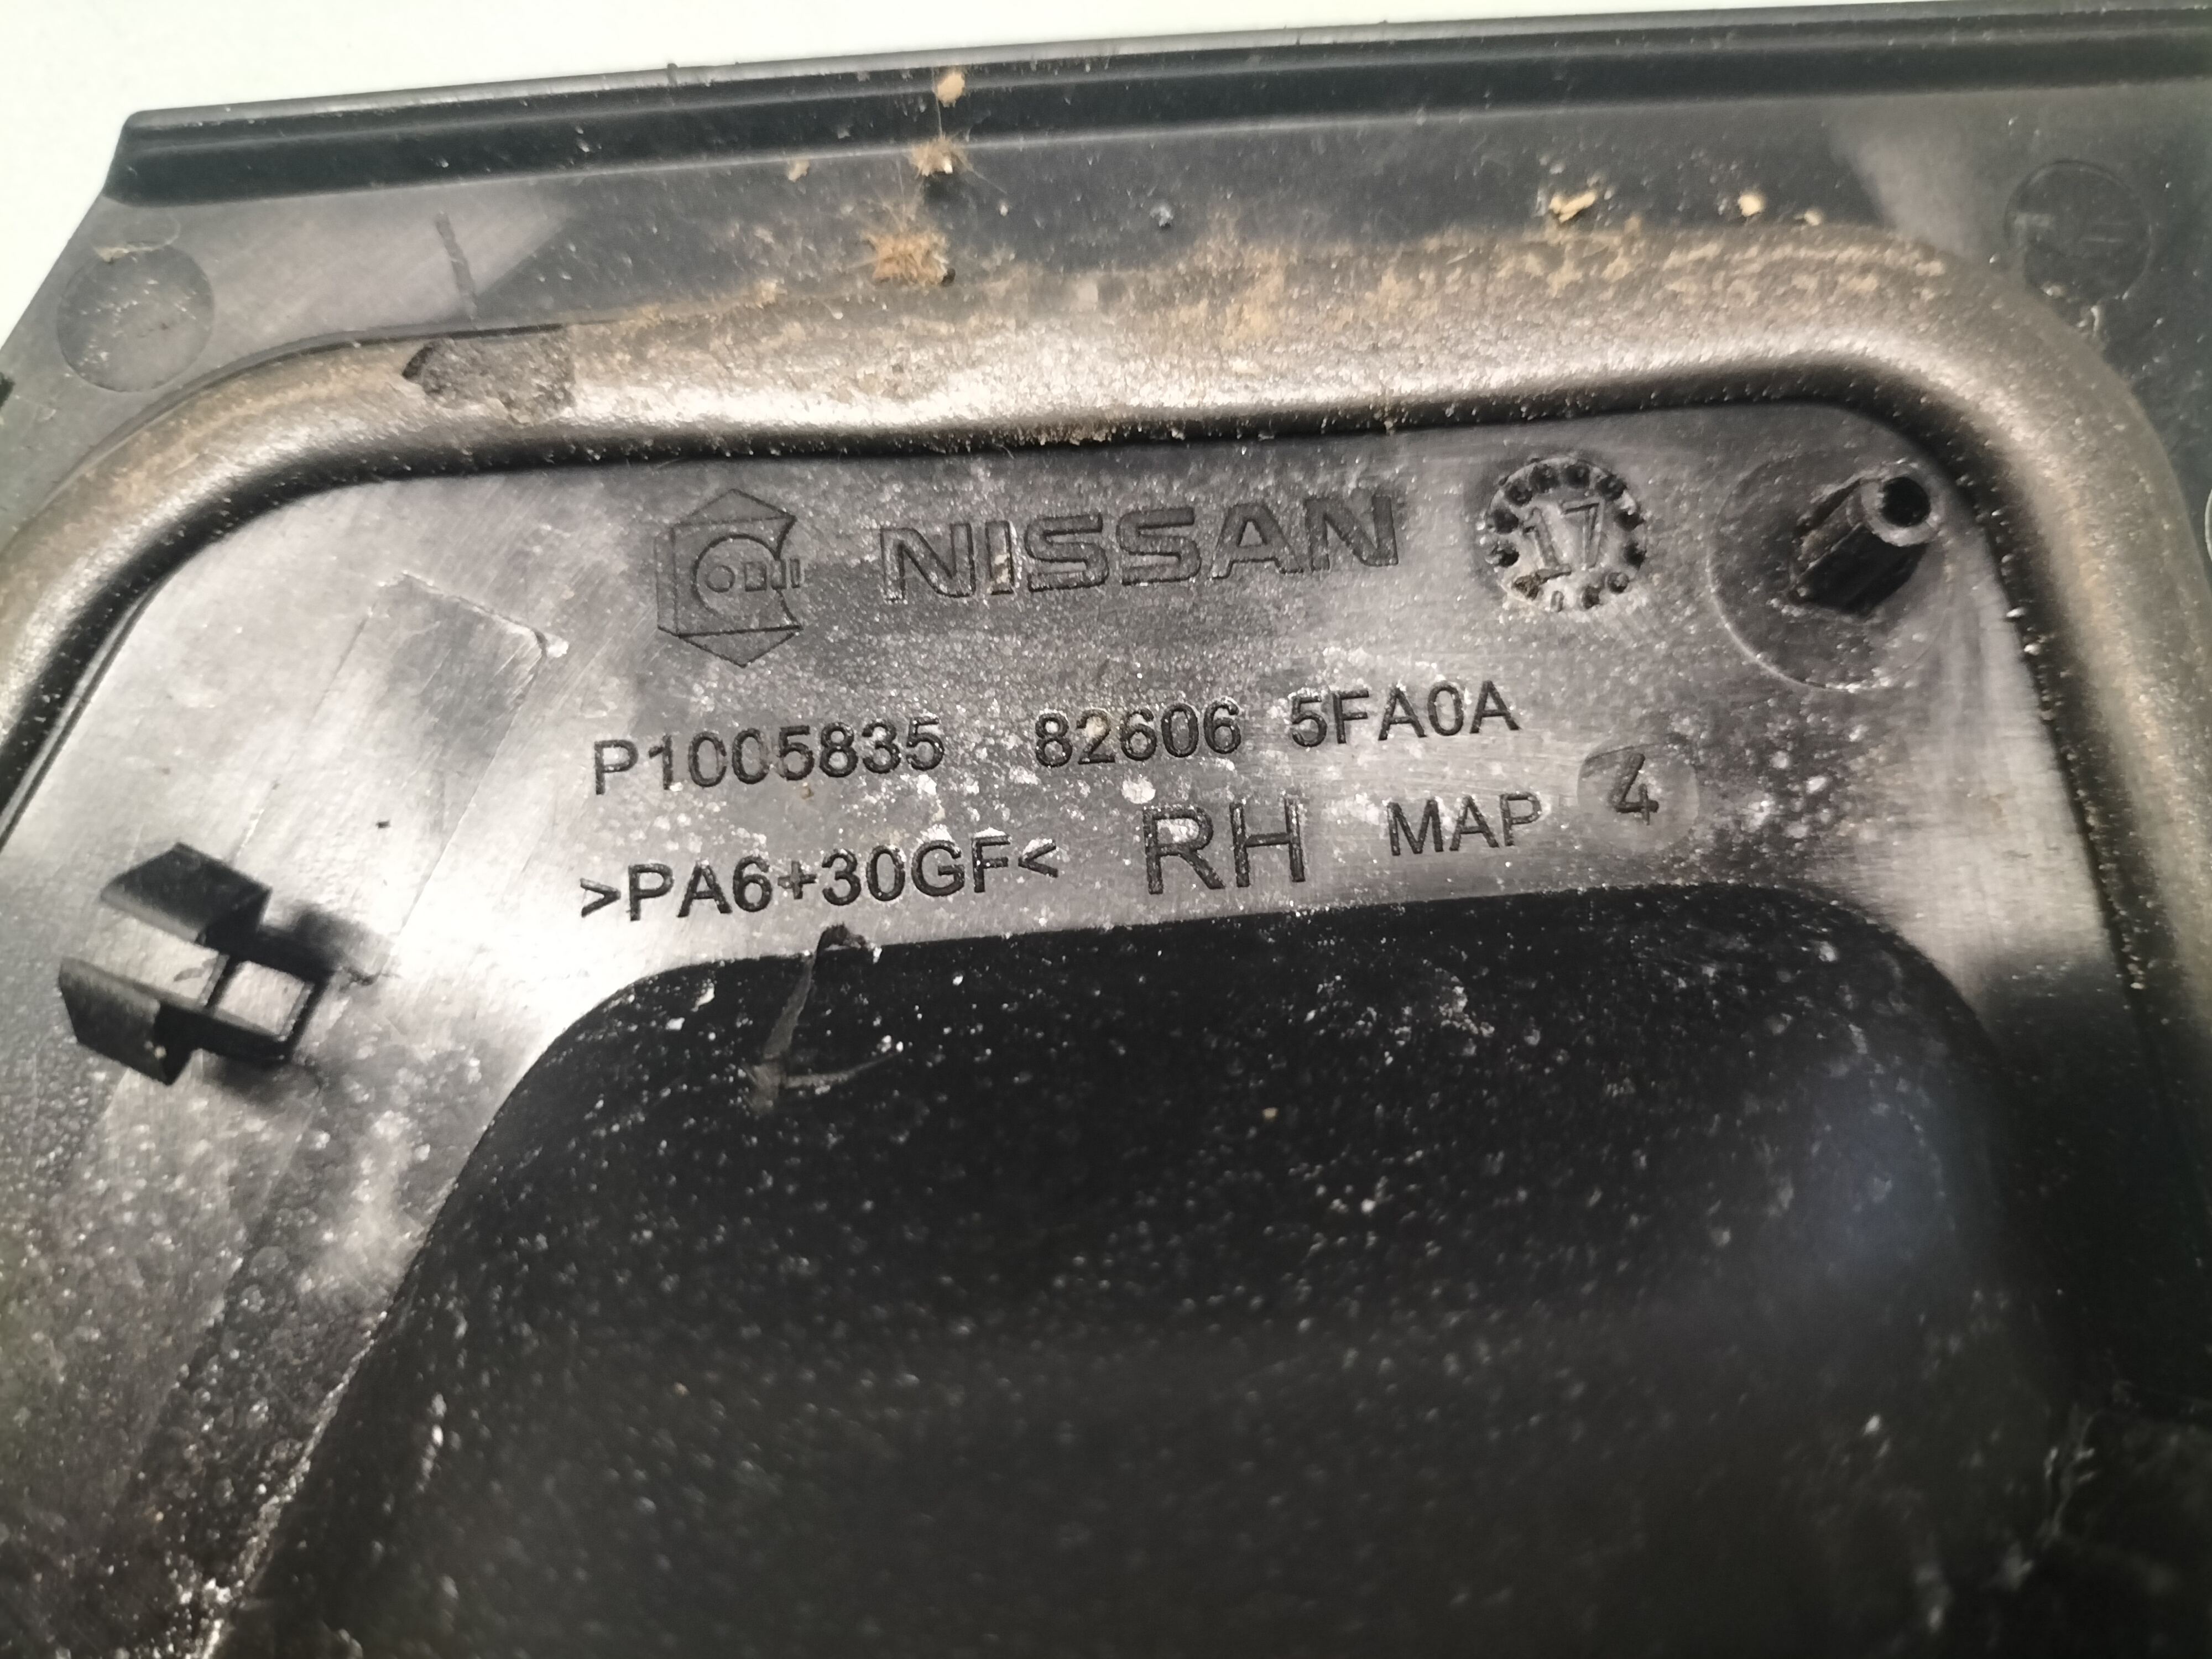 NISSAN 17
P1005835 82606 5FA0A
>PA6+30GF< RH MAP 4